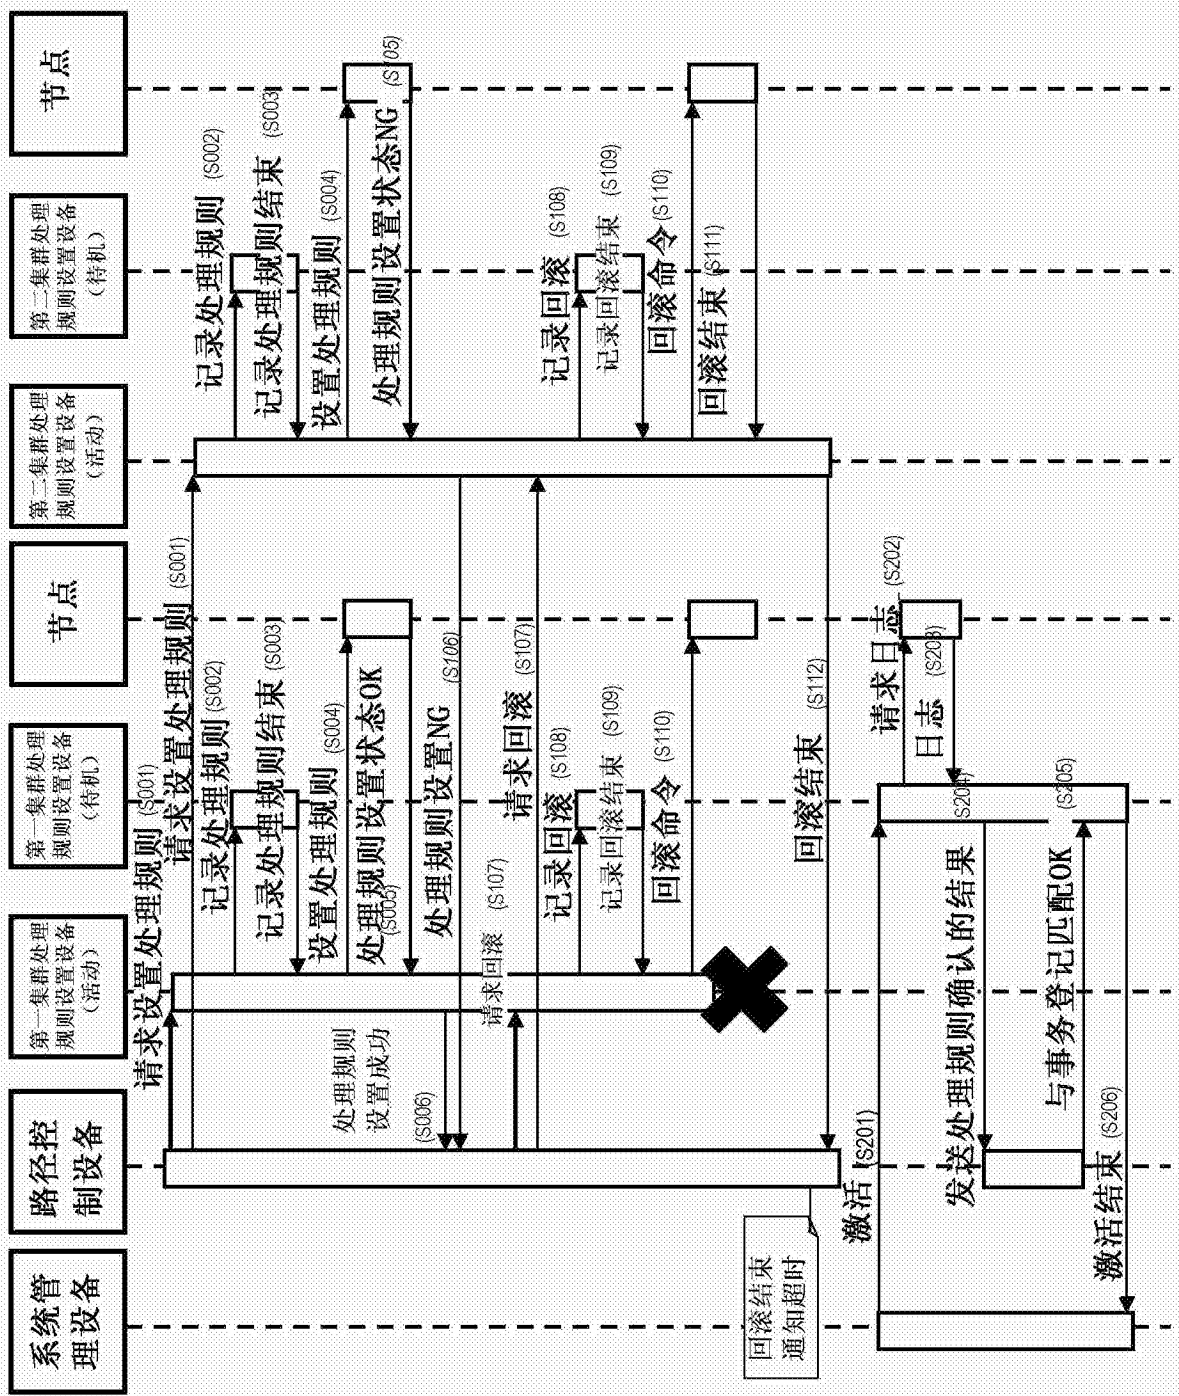 系统管
理设备
路径控
制设备
第一集群处理
规则设置设备
（活动）
第一集群处理
规则设置设备
（待机）
节点
第二集群处理
规则设置设备
（活动）
第二集群处理
规则设置设备
（待机）
节点
请求设置处理规则 (S001)
请求设置处理规则 (S001)
记录处理规则 (S002)
记录处理规则结束 (S003)
设置处理规则 (S004)
处理规则设置状态OK
(S005)
处理规则设置NG
(S106)
处理规则
设置成功
(S006)
记录处理规则 (S002)
记录处理规则结束 (S003)
设置处理规则 (S004)
处理规则设置状态NG
(S105)
请求回滚 (S107)
请求回滚 (S107)
记录回滚 (S108)
记录回滚结束 (S109)
回滚命令 (S110)
记录回滚 (S108)
记录回滚结束 (S109)
回滚命令 (S110)
回滚结束 (S111)
回滚结束 (S112)
回滚结束
通知超时
激活 (S201)
请求日志 (S202)
日志 (S203)
发送处理规则确认的结果
(S204)
与事务登记匹配OK
(S205)
激活结束 (S206)